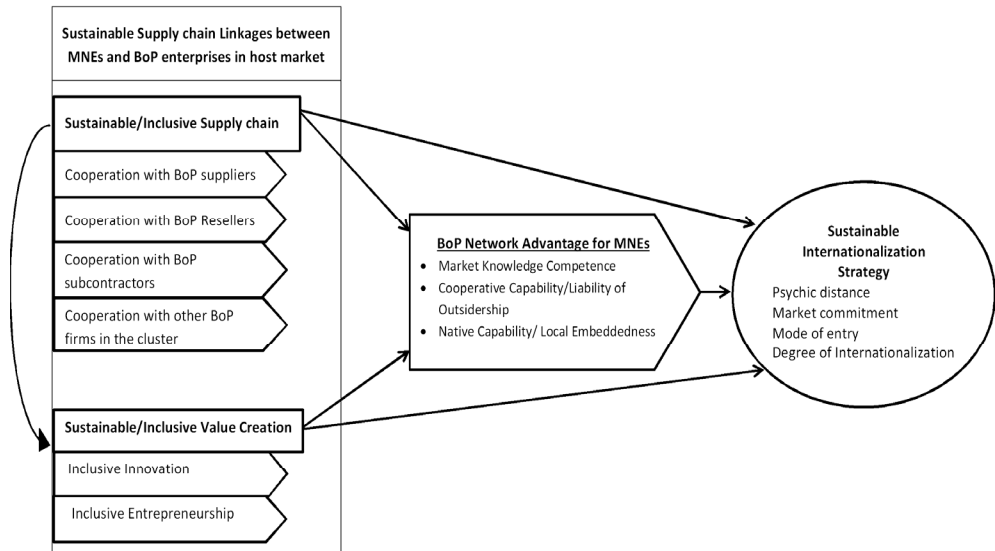 Sustainable Supply chain Linkages between
MNEs and BoP enterprises in host market
Sustainable/Inclusive Supply chain
Cooperation with BoP suppliers
Cooperation with BoP Resellers
Cooperation with BoP
subcontractors
Cooperation with other BoP
firms in the cluster
Sustainable/Inclusive Value Creation
Inclusive Innovation
Inclusive Entrepreneurship
BoP Network Advantage for MNEs
• Market Knowledge Competence
• Cooperative Capability/Liability of
Outsidership
• Native Capability/ Local Embeddedness
Sustainable
Internationalization
Strategy
Psychic distance
Market commitment
Mode of entry
Degree of Internationalization